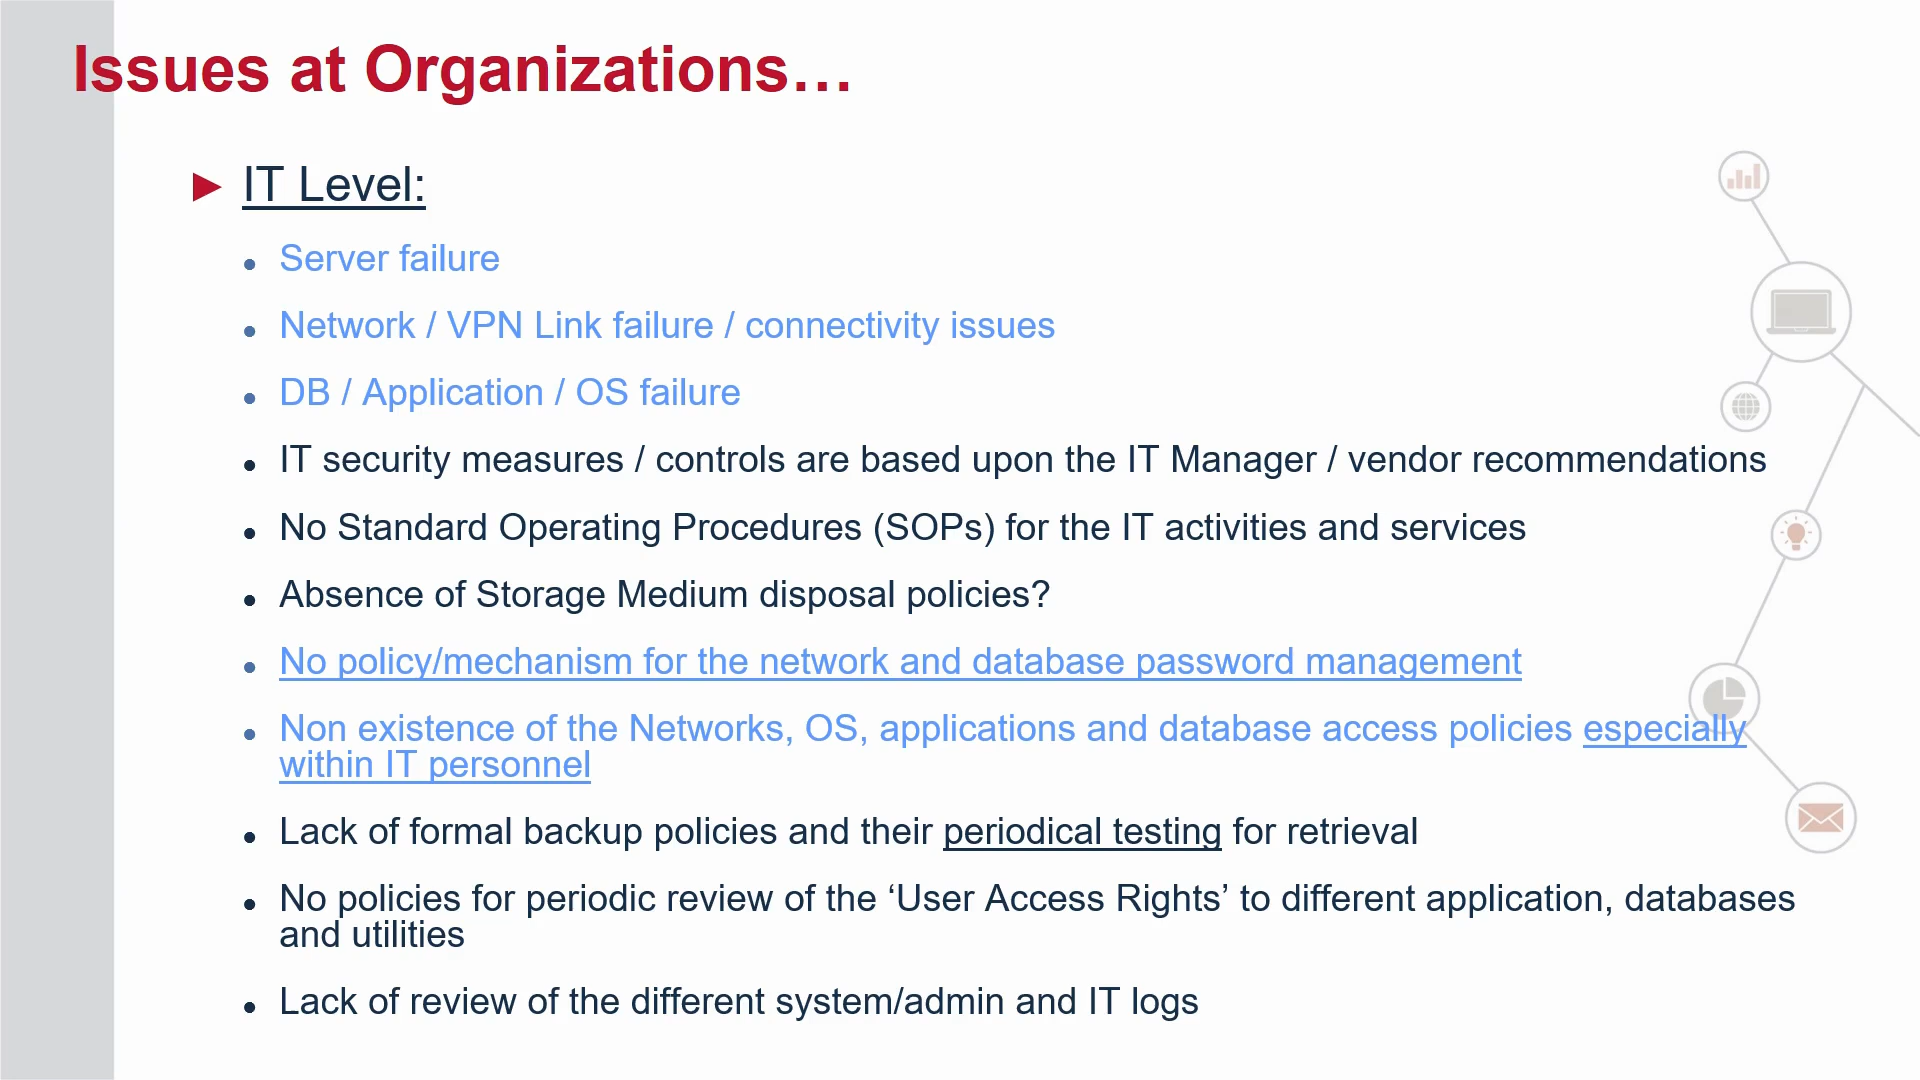 Issues at Organizations…
► IT Level:
• Server failure
• Network / VPN Link failure / connectivity issues
• DB / Application / OS failure
• IT security measures / controls are based upon the IT Manager / vendor recommendations
• No Standard Operating Procedures (SOPs) for the IT activities and services
• Absence of Storage Medium disposal policies?
• No policy/mechanism for the network and database password management
• Non existence of the Networks, OS, applications and database access policies especially
within IT personnel
• Lack of formal backup policies and their periodical testing for retrieval
• No policies for periodic review of the ‘User Access Rights’ to different application, databases
and utilities
• Lack of review of the different system/admin and IT logs